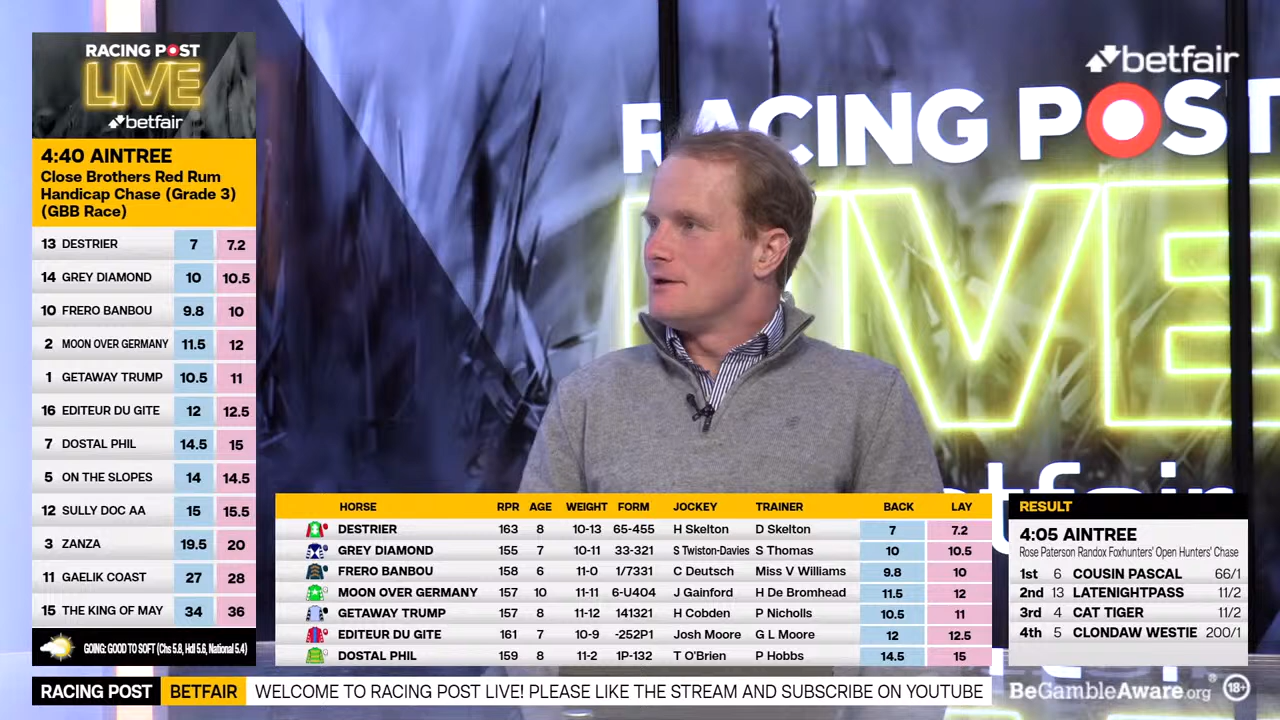 RACING POST
LIVE
betfair
4:40 AINTREE
Close Brothers Red Rum
Handicap Chase (Grade 3)
(GBB Race)
13 DESTRIER 7 7.2
14 GREY DIAMOND 10 10.5
10 FRERO BANBOU 9.8 10
2 MOON OVER GERMANY 11.5 12
1 GETAWAY TRUMP 10.5 11
16 EDITEUR DU GITE 12 12.5
7 DOSTAL PHIL 14.5 15
5 ON THE SLOPES 14 14.5
12 SULLY DOC AA 15 15.5
3 ZANZA 19.5 20
11 GAELIK COAST 27 28
15 THE KING OF MAY 34 36
GOING: GOOD TO SOFT (Chs 5.8, Hdl 5.6, National 5.4)
betfair
RACING POST
LIVE
betfair
HORSE RPR AGE WEIGHT FORM JOCKEY TRAINER BACK LAY
DESTRIER 163 8 10-13 65-455 H Skelton D Skelton 7 7.2
GREY DIAMOND 155 7 10-11 33-321 S Twiston-Davies S Thomas 10 10.5
FRERO BANBOU 158 6 11-0 1/7331 C Deutsch Miss V Williams 9.8 10
MOON OVER GERMANY 157 10 11-11 6-U404 J Gainford H De Bromhead 11.5 12
GETAWAY TRUMP 157 8 11-12 141321 H Cobden P Nicholls 10.5 11
EDITEUR DU GITE 161 7 10-9 -252P1 Josh Moore G L Moore 12 12.5
DOSTAL PHIL 159 8 11-2 1P-132 T O'Brien P Hobbs 14.5 15
RESULT
4:05 AINTREE
Rose Paterson Randox Foxhunters' Open Hunters' Chase
1st 6 COUSIN PASCAL 66/1
2nd 13 LATENIGHTPASS 11/2
3rd 4 CAT TIGER 11/2
4th 5 CLONDAW WESTIE 200/1
RACING POST BETFAIR WELCOME TO RACING POST LIVE! PLEASE LIKE THE STREAM AND SUBSCRIBE ON YOUTUBE
BeGambleAware.org® 18+